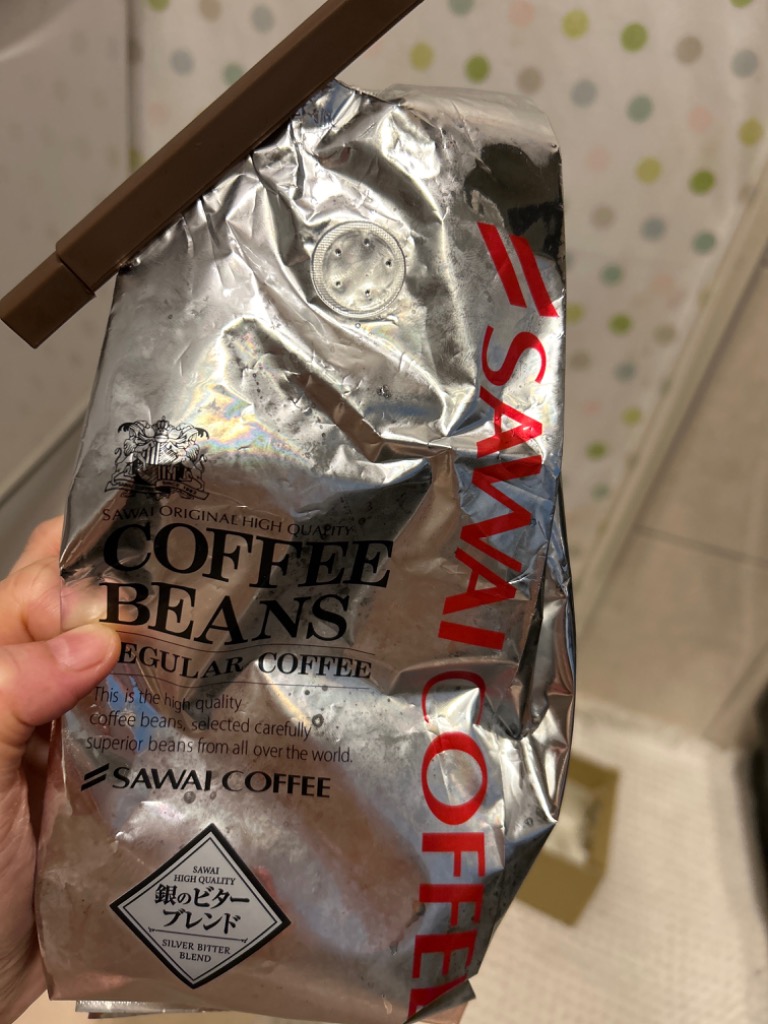 SAWAI ORIGINAL HIGH QUALITY
COFFEE
BEANS
EGULAR COFFEE
This is the high quality
coffee beans, selected carefully
superior beans from all over the world.
SAWAI COFFEE
SAWAI
HIGH QUALITY
銀のビター
ブレンド
SILVER BITTER
BLEND
SAWAI COFFEE